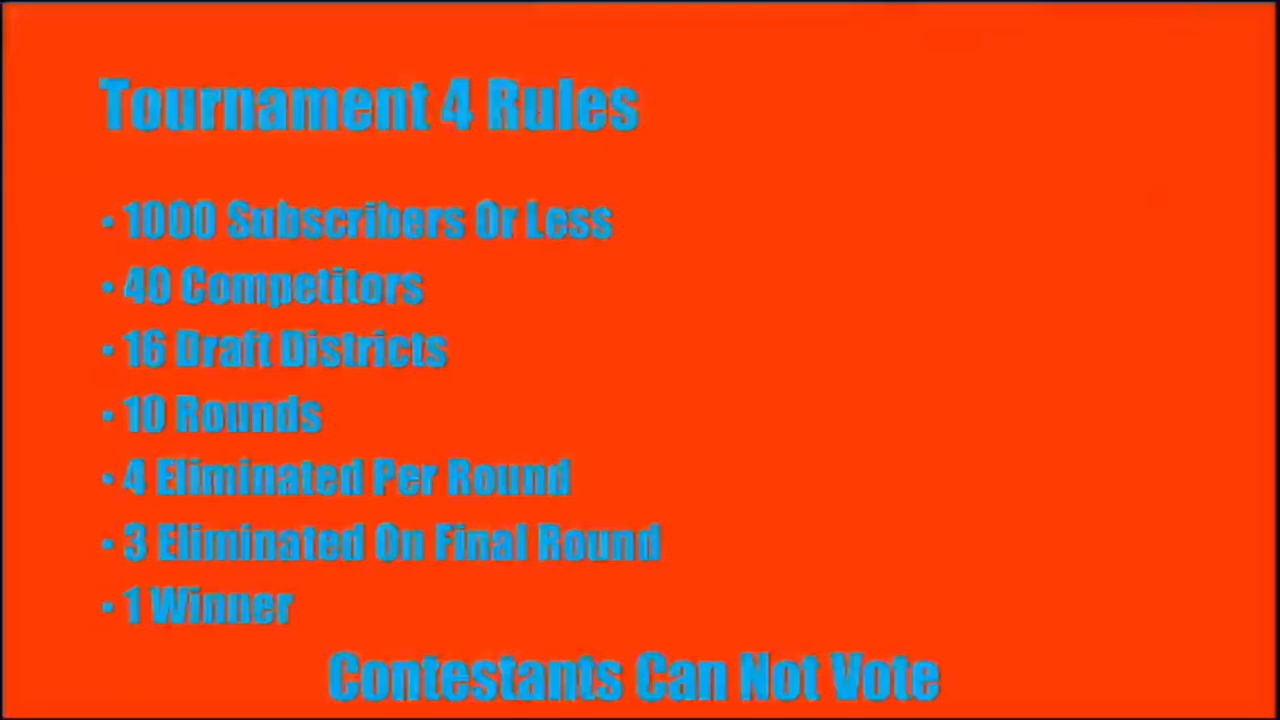 Tournament 4 Rules
• 1000 Subscribers Or Less
• 40 Competitors
• 16 Draft Districts
• 10 Rounds
• 4 Eliminated Per Round
• 3 Eliminated On Final Round
• 1 Winner
Contestants Can Not Vote